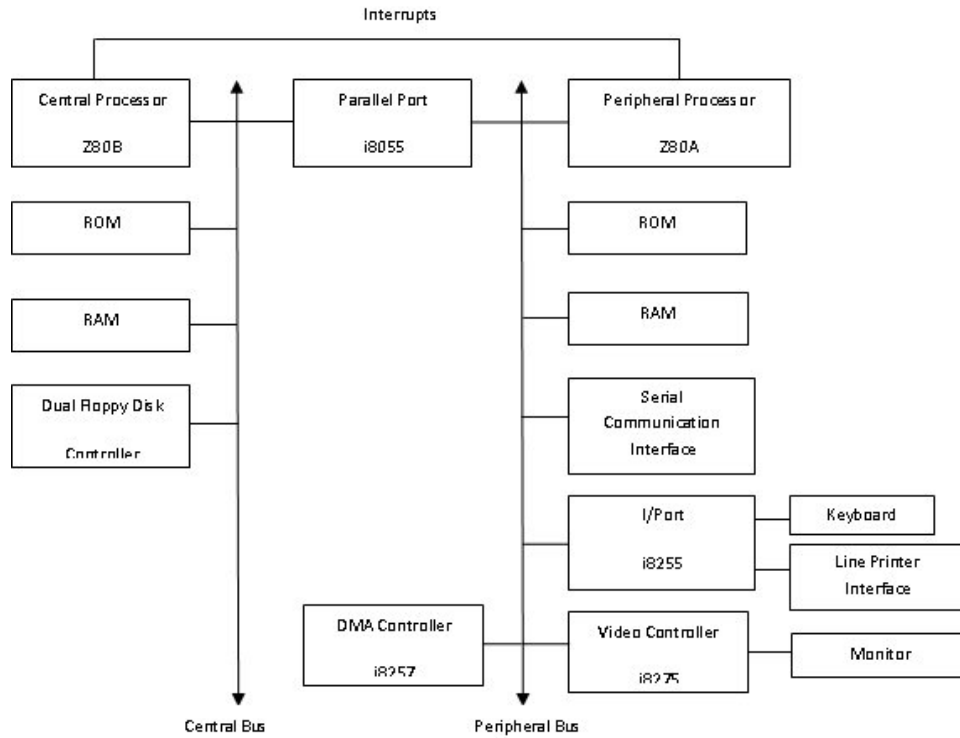 Interrupts
Central Processor
Z80B
Parallel Port
i8055
Peripheral Processor
Z80A
ROM
ROM
RAM
RAM
Dual Floppy Disk
Controller
Serial
Communication
Interface
I/Port
i8255
Keyboard
Line Printer
Interface
DMA Controller
i8257
Video Controller
i8275
Monitor
Central Bus
Peripheral Bus